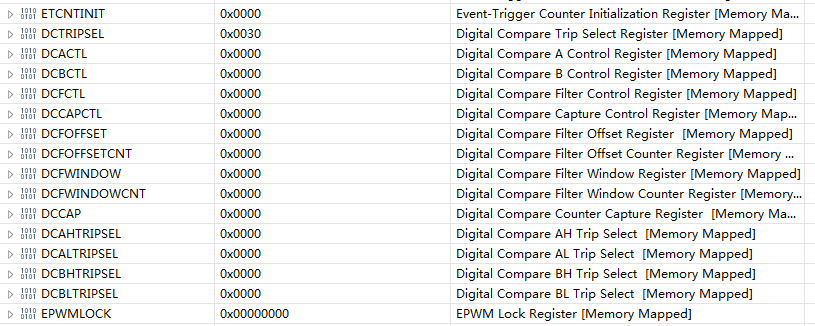 ETCNTINIT 0x0000 Event-Trigger Counter Initialization Register [Memory Ma...
DCTRIPSEL 0x0030 Digital Compare Trip Select Register [Memory Mapped]
DCACTL 0x0000 Digital Compare A Control Register [Memory Mapped]
DCBCTL 0x0000 Digital Compare B Control Register [Memory Mapped]
DCFCTL 0x0000 Digital Compare Filter Control Register [Memory Mapped]
DCCAPCTL 0x0000 Digital Compare Capture Control Register [Memory Map...
DCFOFFSET 0x0000 Digital Compare Filter Offset Register [Memory Mapped]
DCFOFFSETCNT 0x0000 Digital Compare Filter Offset Counter Register [Memory ...
DCFWINDOW 0x0000 Digital Compare Filter Window Register [Memory Mapped]
DCFWINDOWCNT 0x0000 Digital Compare Filter Window Counter Register [Memory...
DCCAP 0x0000 Digital Compare Counter Capture Register [Memory Ma...
DCAHTRIPSEL 0x0000 Digital Compare AH Trip Select [Memory Mapped]
DCALTRIPSEL 0x0000 Digital Compare AL Trip Select [Memory Mapped]
DCBHTRIPSEL 0x0000 Digital Compare BH Trip Select [Memory Mapped]
DCBLTRIPSEL 0x0000 Digital Compare BL Trip Select [Memory Mapped]
EPWMLOCK 0x00000000 EPWM Lock Register [Memory Mapped]